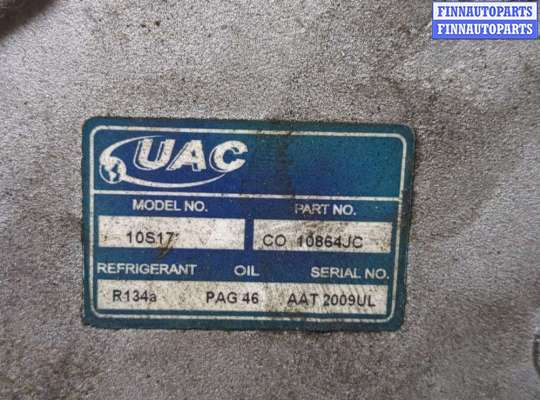 FINNAUTOPARTS
FINNAUTOPARTS
UAC
MODEL NO. PART NO.
10S17 CO 10864JC
REFRIGERANT OIL SERIAL NO.
R134a PAG 46 AAT 2009UL